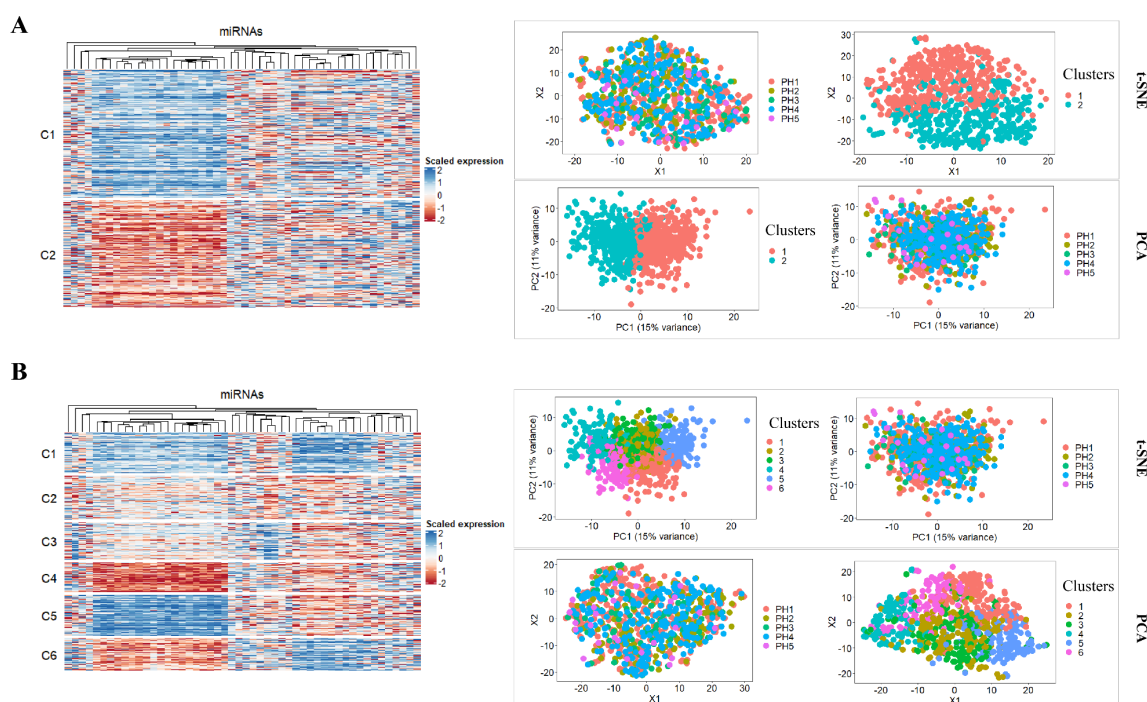 A
miRNAs
C1
C2
Scaled expression
2
1
0
-1
-2
X2
20
10
0
-10
-20
-20
-10
0
10
20
X1
PH1
PH2
PH3
PH4
PH5
X2
30
20
10
0
-10
-20
-20
-10
0
10
20
X1
Clusters
1
2
t-SNE
PC2 (11% variance)
10
0
-10
-20
-10
0
10
20
PC1 (15% variance)
Clusters
1
2
PC2 (11% variance)
10
0
-10
-20
-10
0
10
20
PC1 (15% variance)
PH1
PH2
PH3
PH4
PH5
PCA
B
miRNAs
C1
C2
C3
C4
C5
C6
Scaled expression
2
1
0
-1
-2
PC2 (11% variance)
10
0
-10
-20
-10
0
10
20
PC1 (15% variance)
Clusters
1
2
3
4
5
6
PC2 (11% variance)
10
0
-10
-20
-10
0
10
20
PC1 (15% variance)
PH1
PH2
PH3
PH4
PH5
t-SNE
X2
20
10
0
-10
-20
-20
-10
0
10
20
30
X1
PH1
PH2
PH3
PH4
PH5
X2
20
10
0
-10
-20
-20
-10
0
10
20
X1
Clusters
1
2
3
4
5
6
PCA